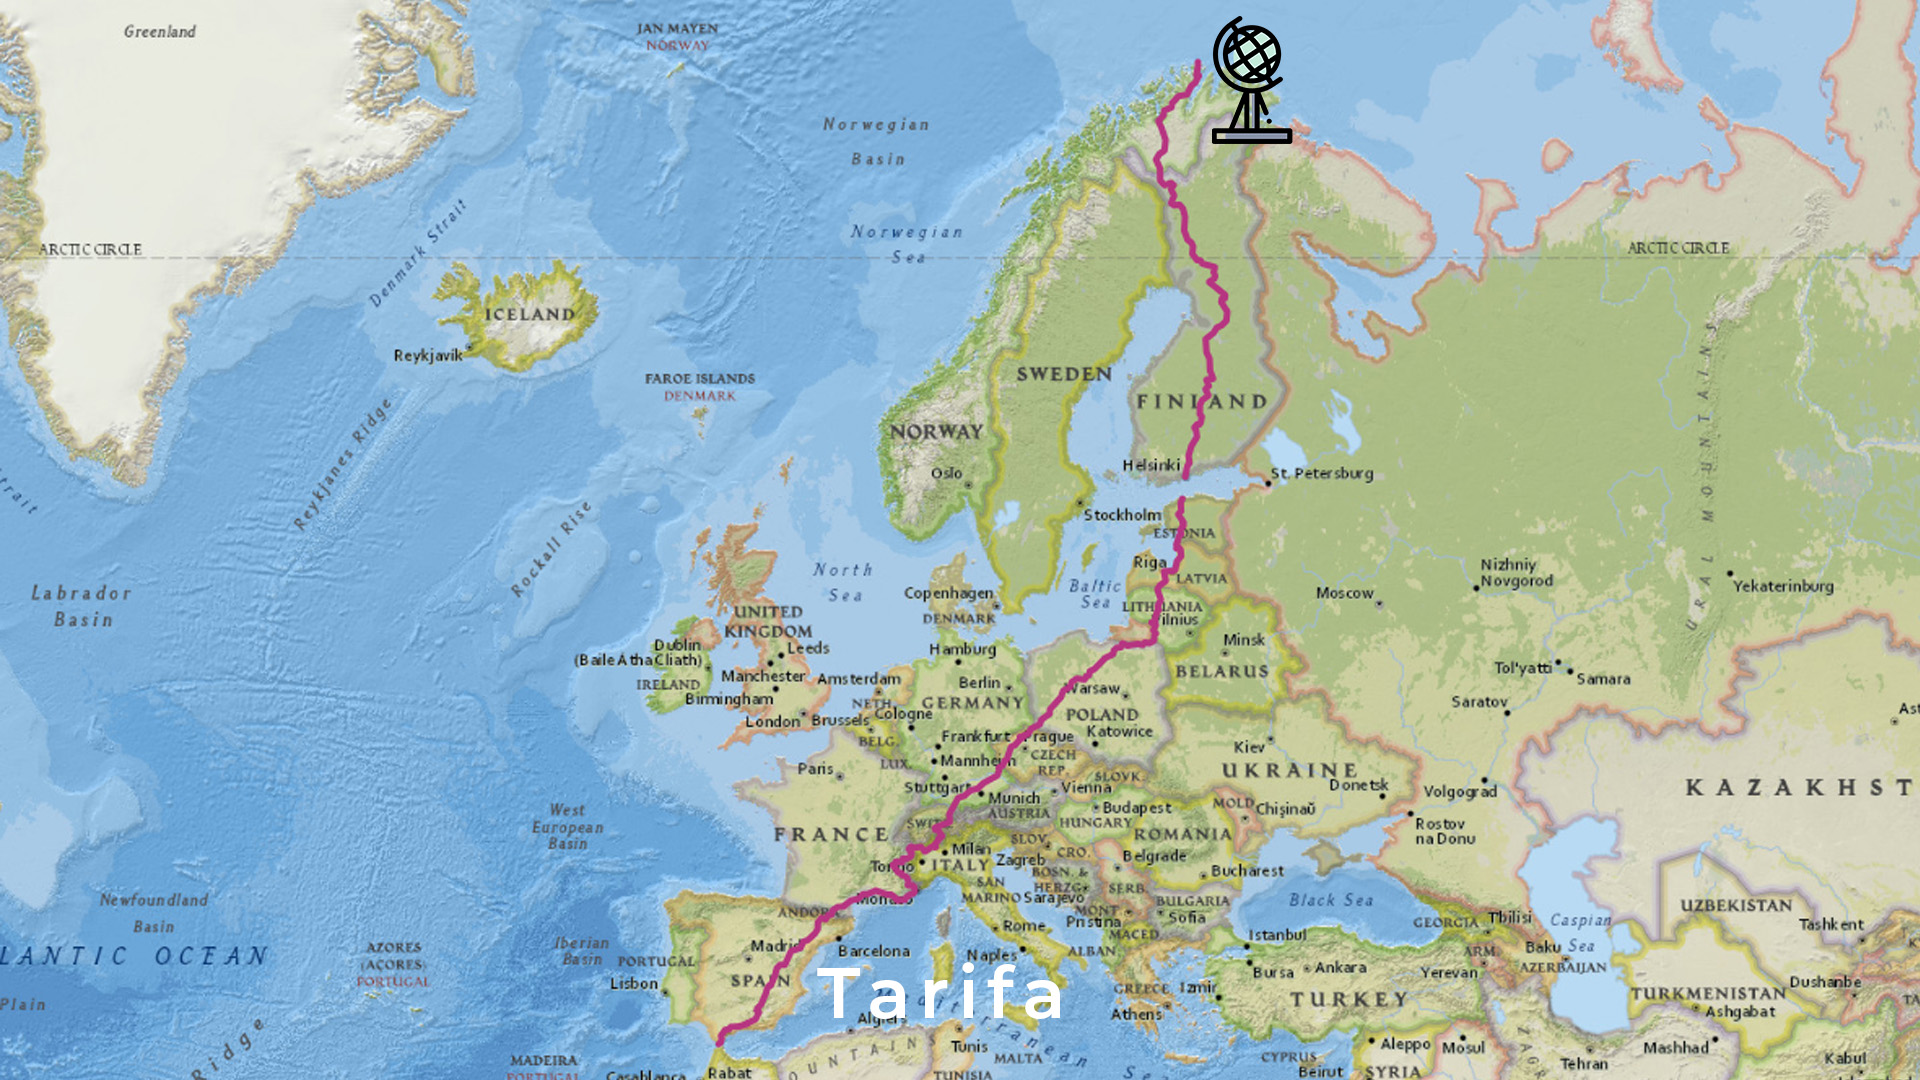 Greenland
JAN MAYEN
NORWAY
Norwegian
Basin
ARCTIC CIRCLE
Denmark Strait
Norwegian
Sea
ARCTIC CIRCLE
ICELAND
Reykjavik
FAROE ISLANDS
DENMARK
SWEDEN
FINLAND
NORWAY
Oslo
Helsinki
St. Petersburg
Reykjanes Ridge
Rockall Rise
URAL MOUNTAINS
Stockholm
ESTONIA
Riga
LATVIA
North
Sea
Baltic
Sea
Copenhagen
DENMARK
LITHUANIA
Vilnius
Moscow
Nizhniy
Novgorod
Yekaterinburg
Labrador
Basin
UNITED
KINGDOM
Dublin
(Baile Átha Cliath)
Leeds
Manchester
IRELAND
Birmingham
London
Amsterdam
NETH.
Brussels
Cologne
BELG.
LUX.
Hamburg
Berlin
GERMANY
Frankfurt
Mannheim
Stuttgart
Munich
Minsk
BELARUS
Warsaw
POLAND
Katowice
Prague
CZECH
REP.
SLOVK.
Vienna
AUSTRIA
Tol'yatti
Samara
Saratov
Kiev
UKRAINE
Donetsk
Volgograd
KAZAKHST
Ast
Paris
FRANCE
SWIT
Budapest
HUNGARY
MOLD.
Chişinaŭ
ROMANIA
Rostov
na Donu
West
European
Basin
Milan
ITALY
SLOV.
Zagreb
CRO.
Belgrade
BOSN. &
HERZG.
SERB.
Bucharest
Torino
SAN
MARINO
Sarajevo
Monaco
MONT.
Pristina
BULGARIA
Sofia
MACED.
ALBAN.
Black Sea
GEORGIA
Tbilisi
Caspian
Sea
UZBEKISTAN
Tashkent
Newfoundland
Basin
LANTIC OCEAN
AZORES
(AÇORES)
PORTUGAL
Iberian
Basin
ANDORRA
PORTUGAL
Lisbon
Madrid
SPAIN
Barcelona
Rome
Naples
Istanbul
Bursa
Ankara
ARM.
Yerevan
Baku
AZERBAIJAN
GREECE
Izmir
Athens
TURKEY
TURKMENISTAN
Ashgabat
Dushanbe
Plain
Ridge
Tarifa
Mediterranean
Se
Algiers
Tunis
MALTA
TUNISIA
MADEIRA
PORTUGAL
Casablanca
Rabat
OUNTAINS
CYPRUS
Beirut
Aleppo
SYRIA
Mosul
ZAG
Tehran
Mashhad
Kabul